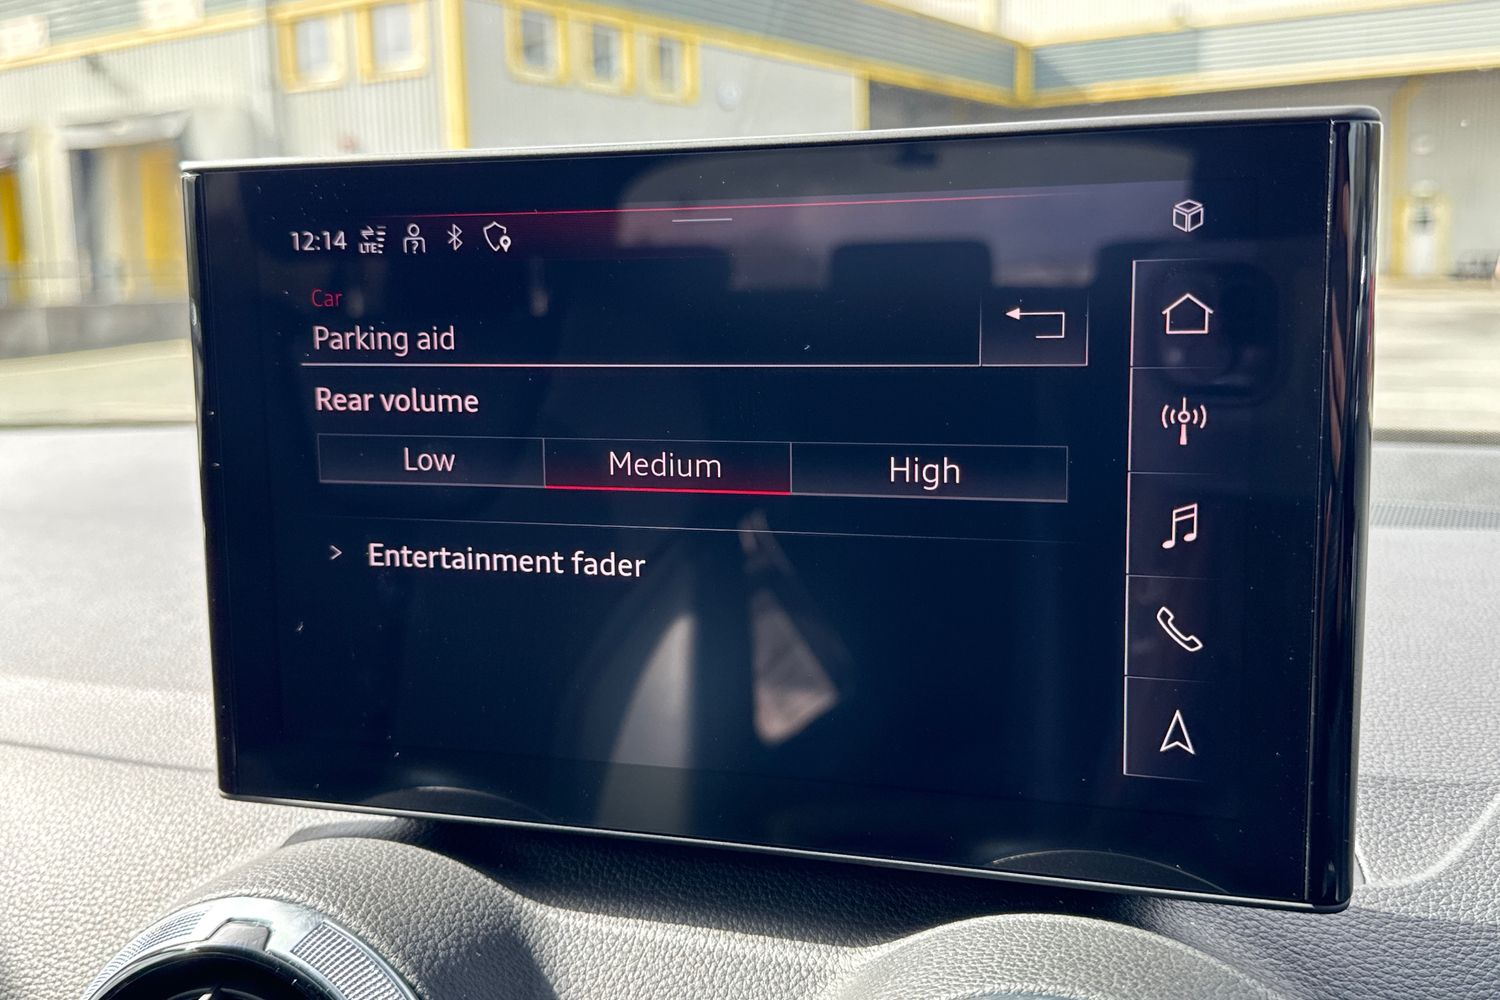 12:14 LTE ?
Car
Parking aid
Rear volume
Low Medium High
> Entertainment fader